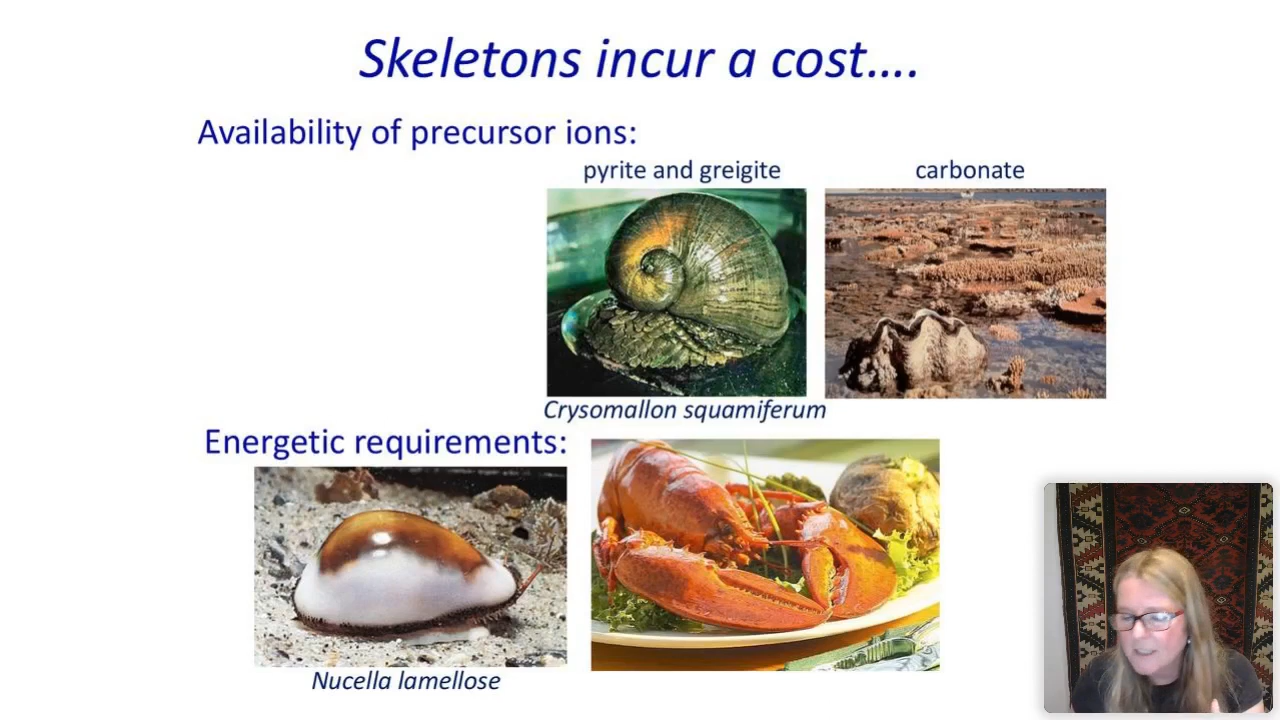 Skeletons incur a cost....
Availability of precursor ions:
pyrite and greigite
carbonate
Crysomallon squamiferum
Energetic requirements:
Nucella lamellose